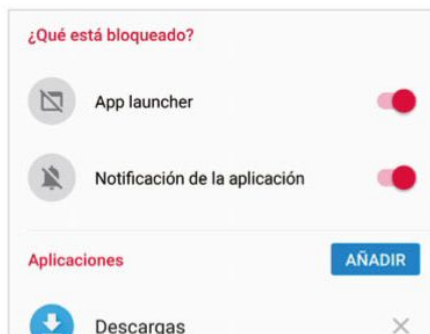 ¿Qué está bloqueado?
App launcher
Notificación de la aplicación
Aplicaciones
AÑADIR
Descargas